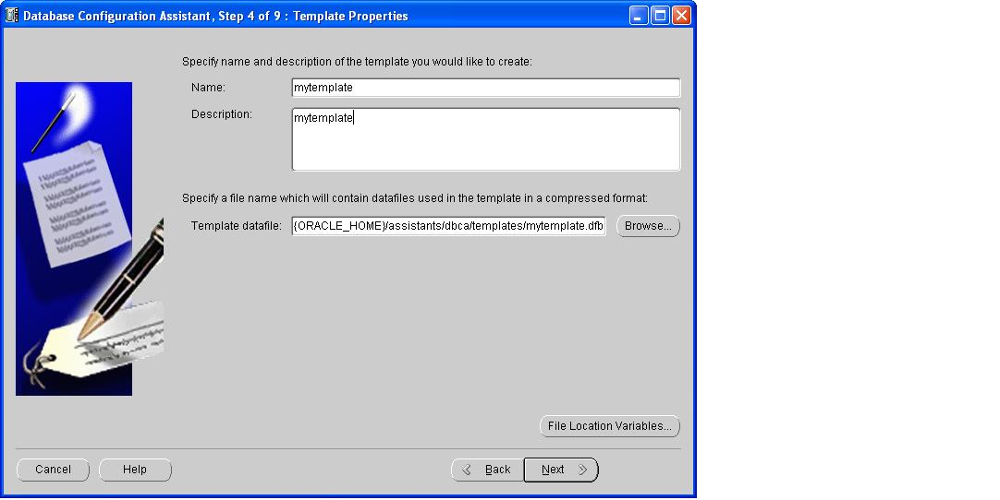 Database Configuration Assistant, Step 4 of 9 : Template Properties
Specify name and description of the template you would like to create:
Name: mytemplate
Description: mytemplate
Specify a file name which will contain datafiles used in the template in a compressed format:
Template datafile: {ORACLE_HOME}/assistants/dbca/templates/mytemplate.dfb Browse...
File Location Variables...
Cancel Help Back Next